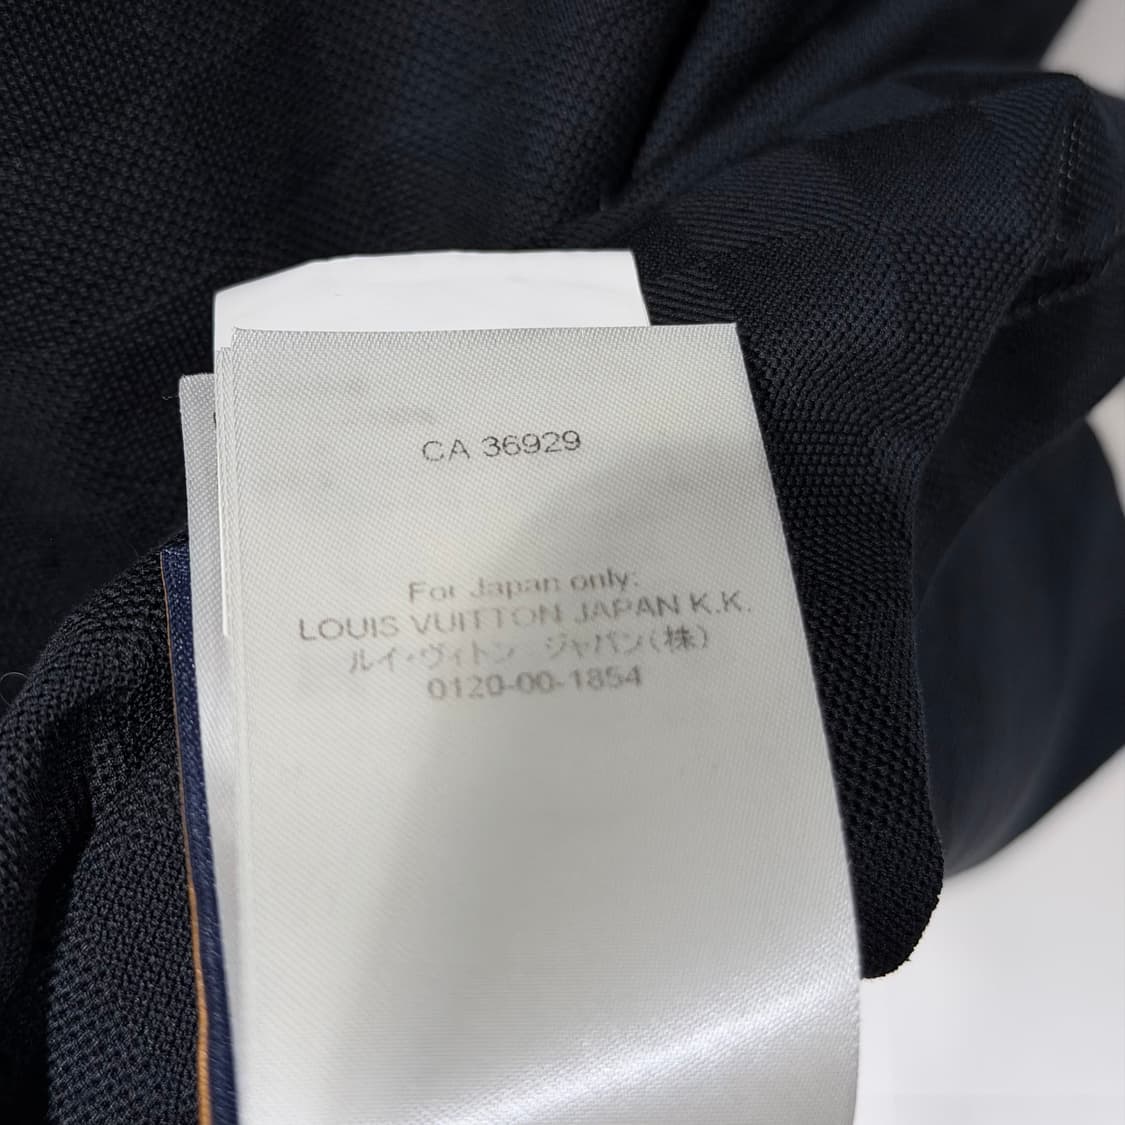 CA 36929
For Japan only:
LOUIS VUITTON JAPAN K.K.
ルイ・ヴィトン ジャパン(株)
0120-00-1854